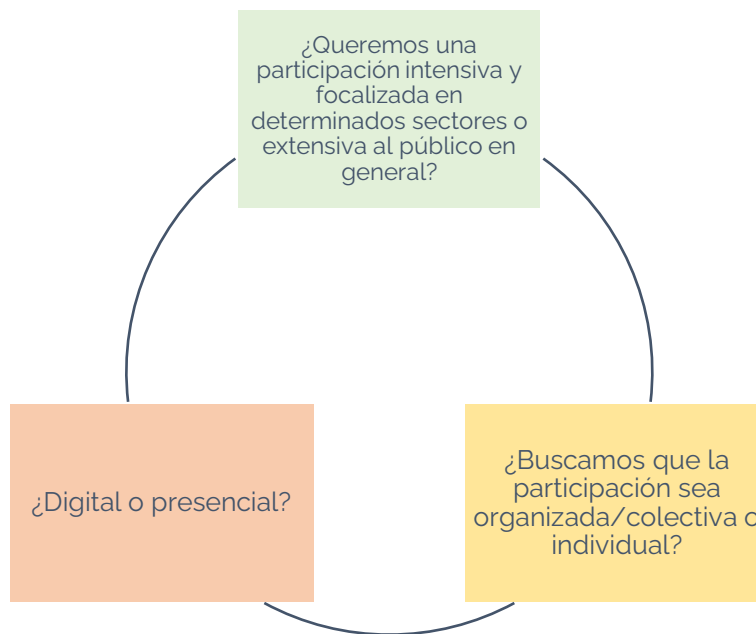 ¿Queremos una
participación intensiva y
focalizada en
determinados sectores o
extensiva al público en
general?
¿Digital o presencial?
¿Buscamos que la
participación sea
organizada/colectiva o
individual?